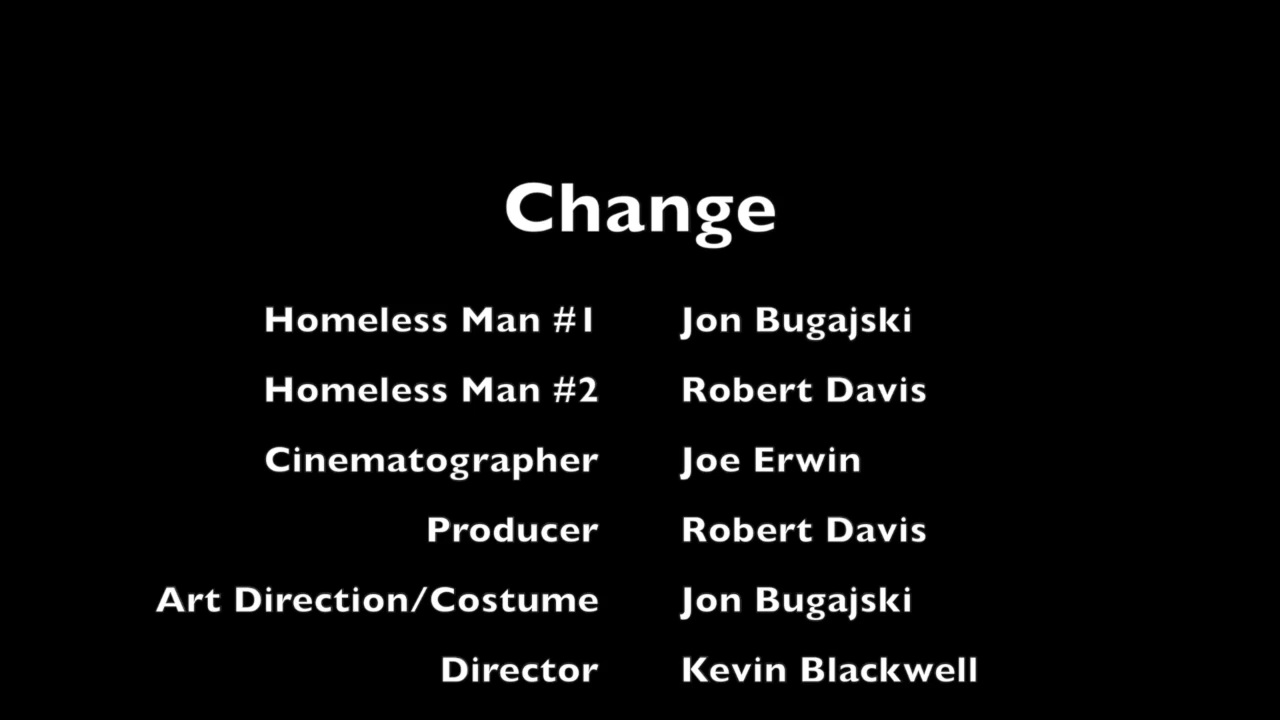 Change
Homeless Man #1 Jon Bugajski
Homeless Man #2 Robert Davis
Cinematographer Joe Erwin
Producer Robert Davis
Art Direction/Costume Jon Bugajski
Director Kevin Blackwell